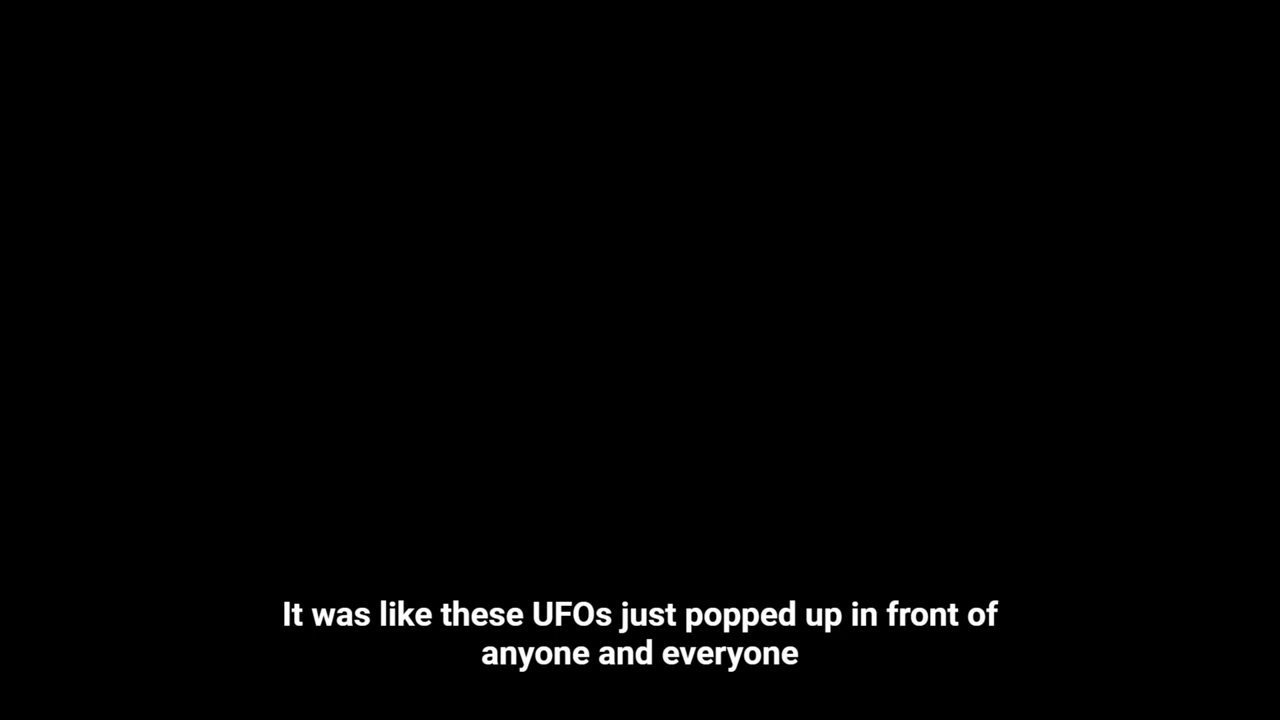 It was like these UFOs just popped up in front of
anyone and everyone